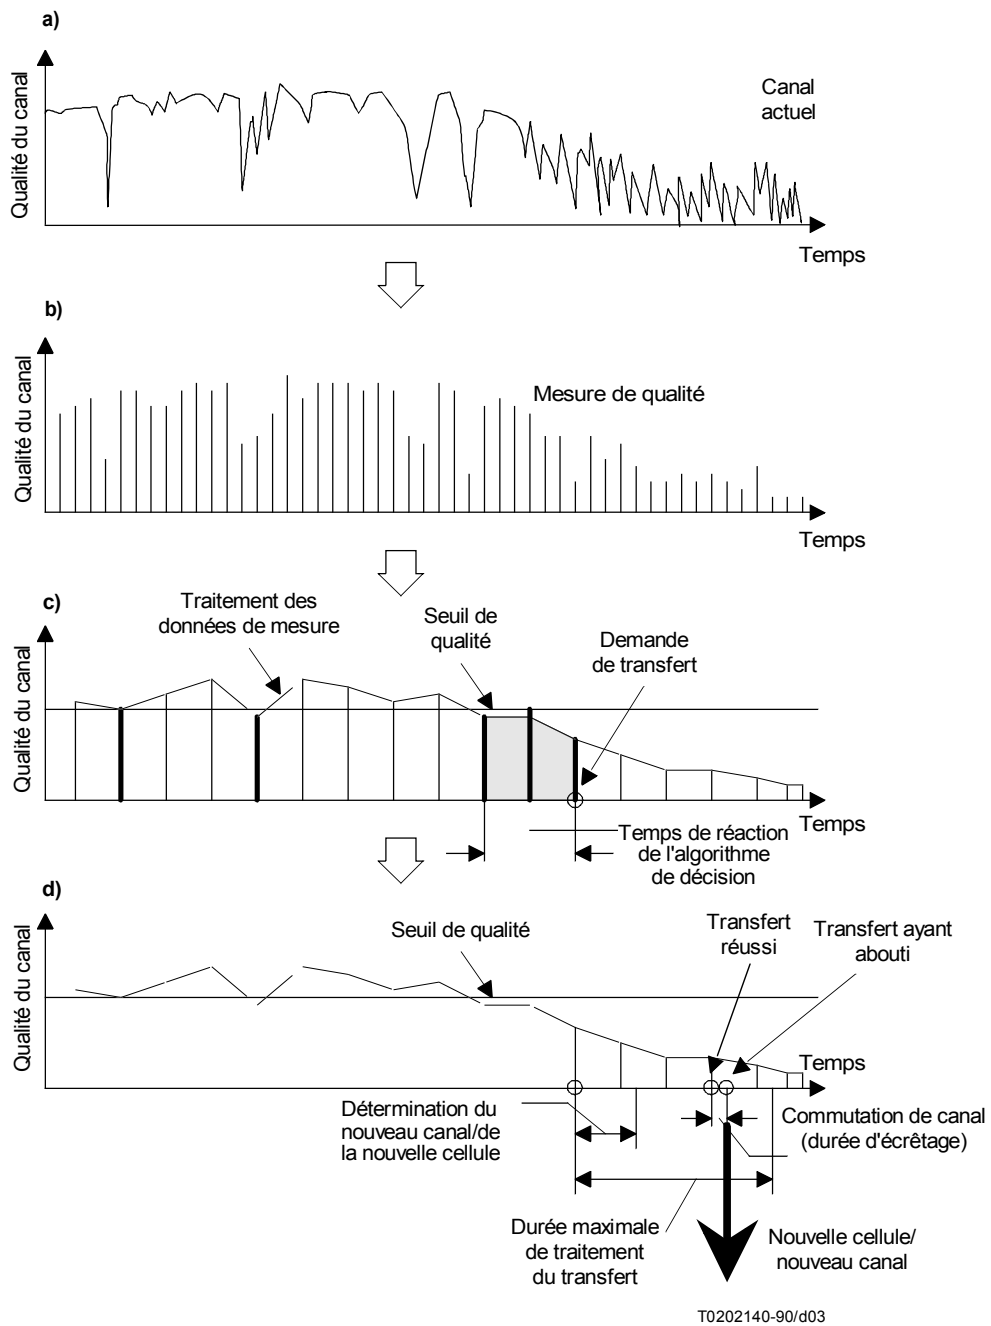 a)
Qualité du canal
Canal
actuel
Temps
b)
Qualité du canal
Mesure de qualité
Temps
c)
Qualité du canal
Traitement des
données de mesure
Seuil de
qualité
Demande
de transfert
Temps
Temps de réaction
de l'algorithme
de décision
d)
Qualité du canal
Seuil de qualité
Transfert
réussi
Transfert ayant
abouti
Temps
Détermination du
nouveau canal/de
la nouvelle cellule
Commutation de canal
(durée d'écrêtage)
Durée maximale
de traitement
du transfert
Nouvelle cellule/
nouveau canal
T0202140-90/d03